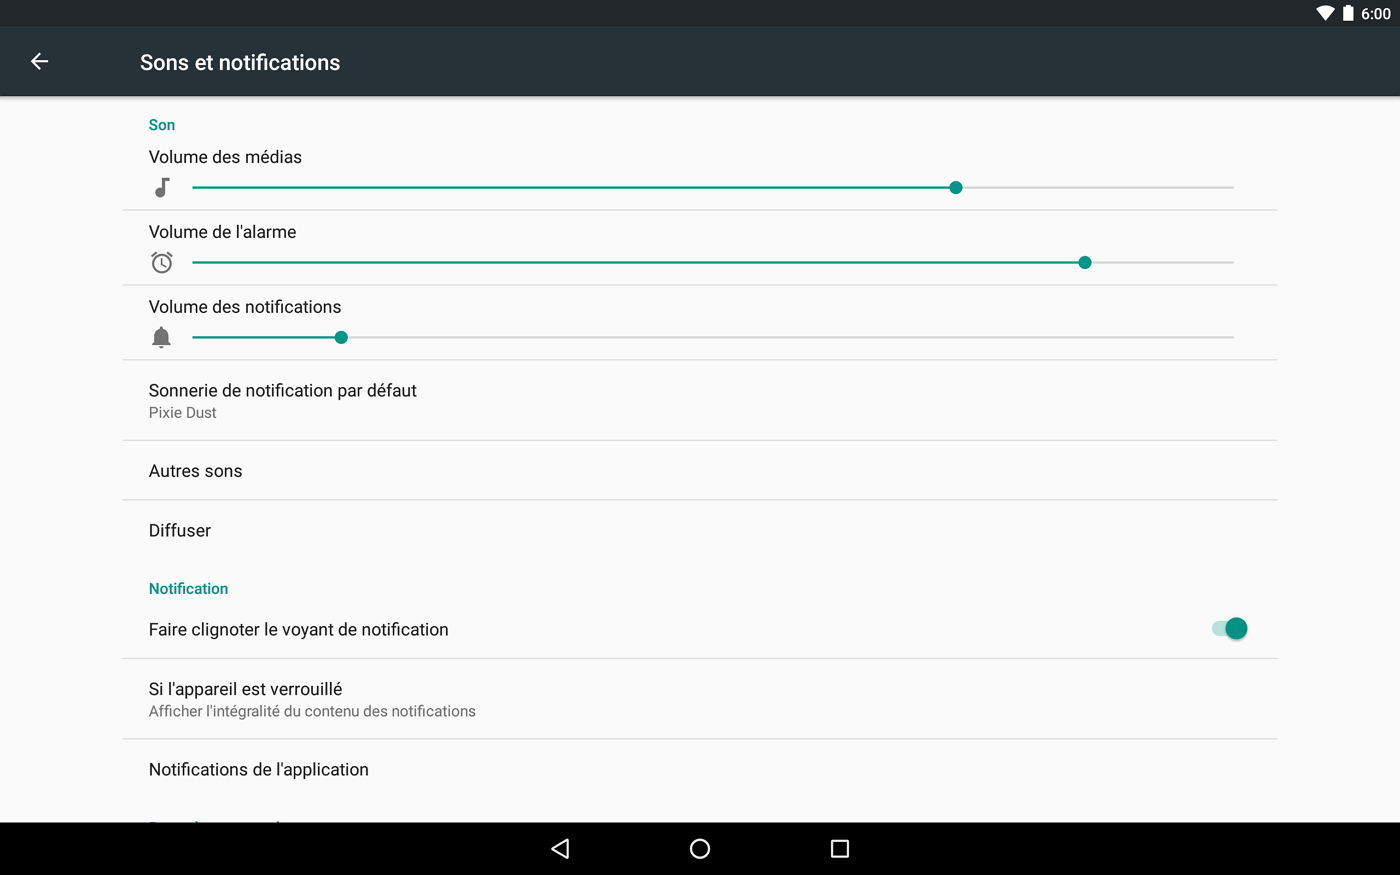 6:00
Sons et notifications
Son
Volume des médias
Volume de l'alarme
Volume des notifications
Sonnerie de notification par défaut
Pixie Dust
Autres sons
Diffuser
Notification
Faire clignoter le voyant de notification
Si l'appareil est verrouillé
Afficher l'intégralité du contenu des notifications
Notifications de l'application